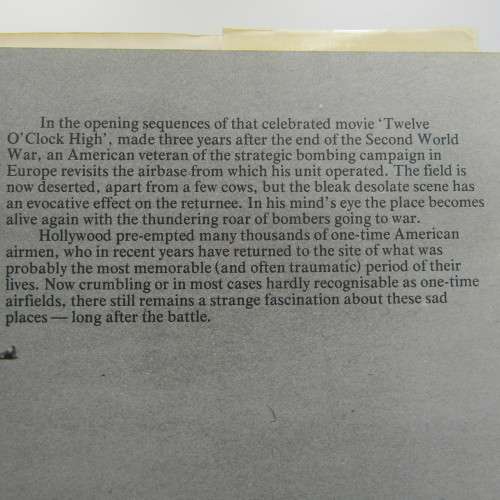 In the opening sequences of that celebrated movie ‘Twelve
O’Clock High’, made three years after the end of the Second World
War, an American veteran of the strategic bombing campaign in
Europe revisits the airbase from which his unit operated. The field is
now deserted, apart from a few cows, but the bleak desolate scene has
an evocative effect on the returnee. In his mind’s eye the place becomes
alive again with the thundering roar of bombers going to war.
Hollywood pre-empted many thousands of one-time American
airmen, who in recent years have returned to the site of what was
probably the most memorable (and often traumatic) period of their
lives. Now crumbling or in most cases hardly recognisable as one-time
airfields, there still remains a strange fascination about these sad
places — long after the battle.